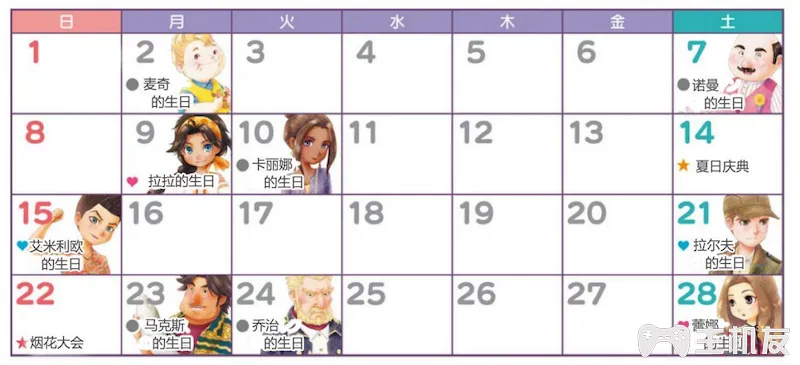 日 月 火 水 木 金 土
1 2 3 4 5 6 7
麦奇
的生日
诺曼
的生日
8 9 10 11 12 13 14
拉拉的生日
卡丽娜
的生日
夏日庆典
15 16 17 18 19 20 21
艾米利欧
的生日
拉尔夫
的生日
22 23 24 25 26 27 28
烟花大会
马克斯
的生日
乔治
的生日
蕾娜
的生日
主机友